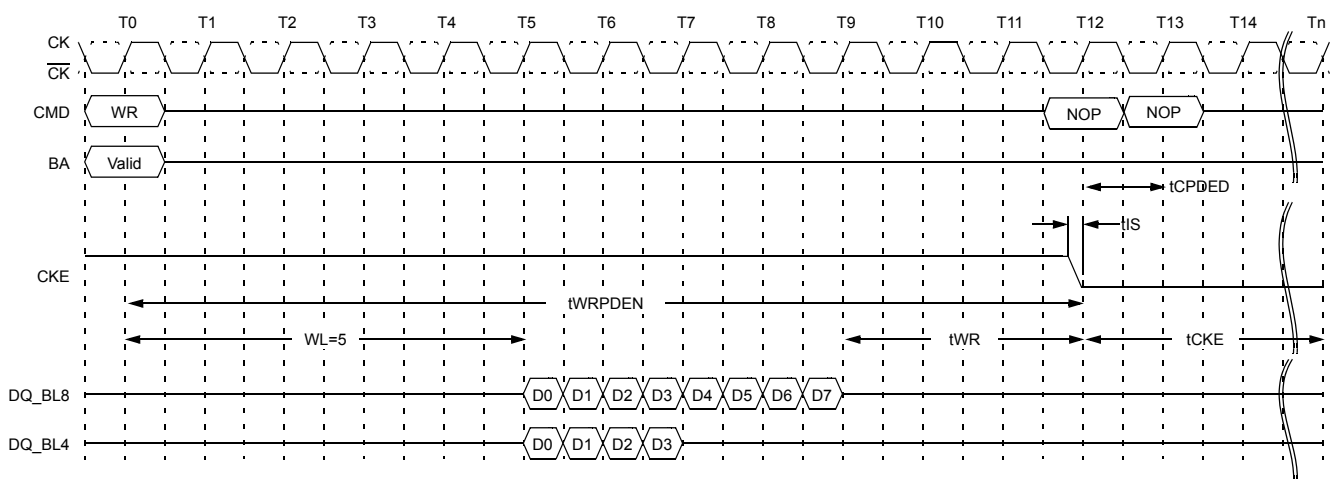 T0 T1 T2 T3 T4 T5 T6 T7 T8 T9 T10 T11 T12 T13 T14 Tn
CK
CK
CMD WR NOP NOP
BA Valid
tCPDED
tIS
CKE
tWRPDEN
WL=5 tWR tCKE
DQ_BL8 D0 D1 D2 D3 D4 D5 D6 D7
DQ_BL4 D0 D1 D2 D3